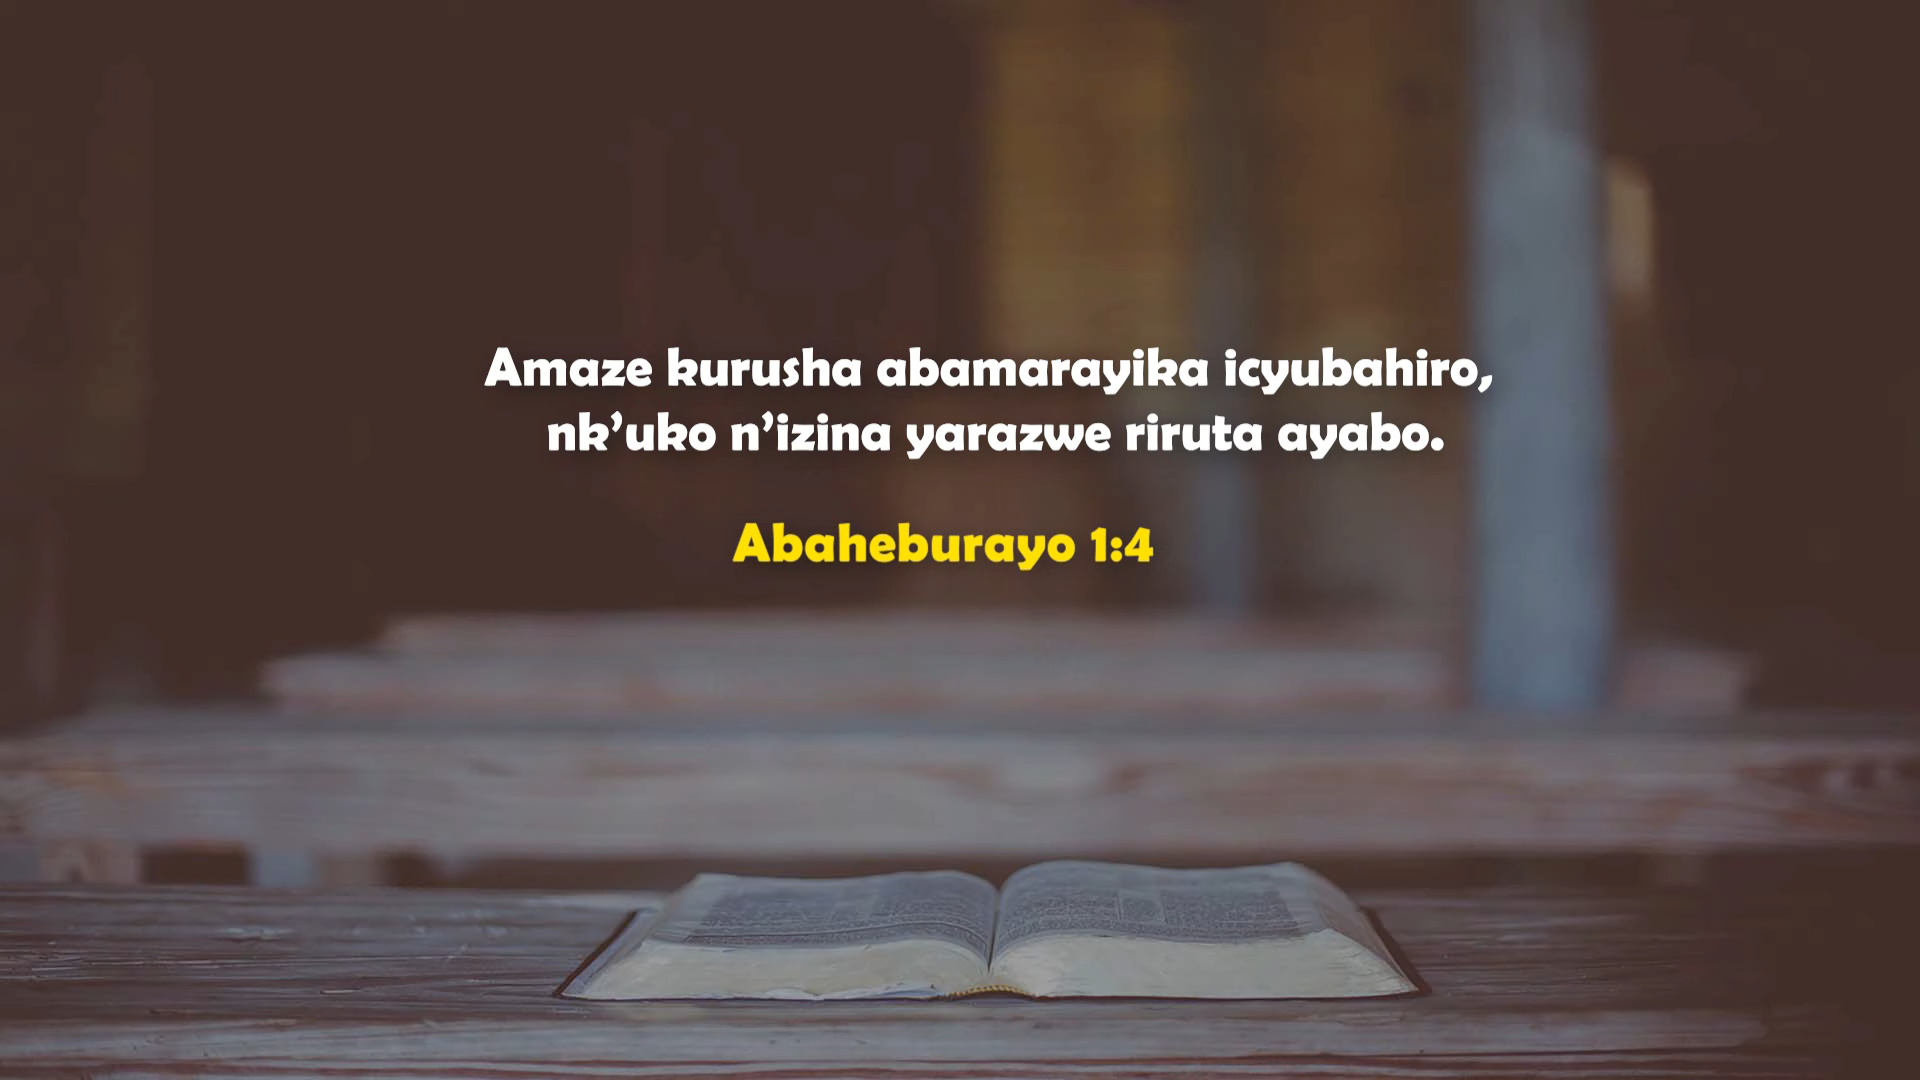 Amaze kurusha abamarayika icyubahiro,
nk’uko n’izina yarazwe riruta ayabo.
Abaheburayo 1:4